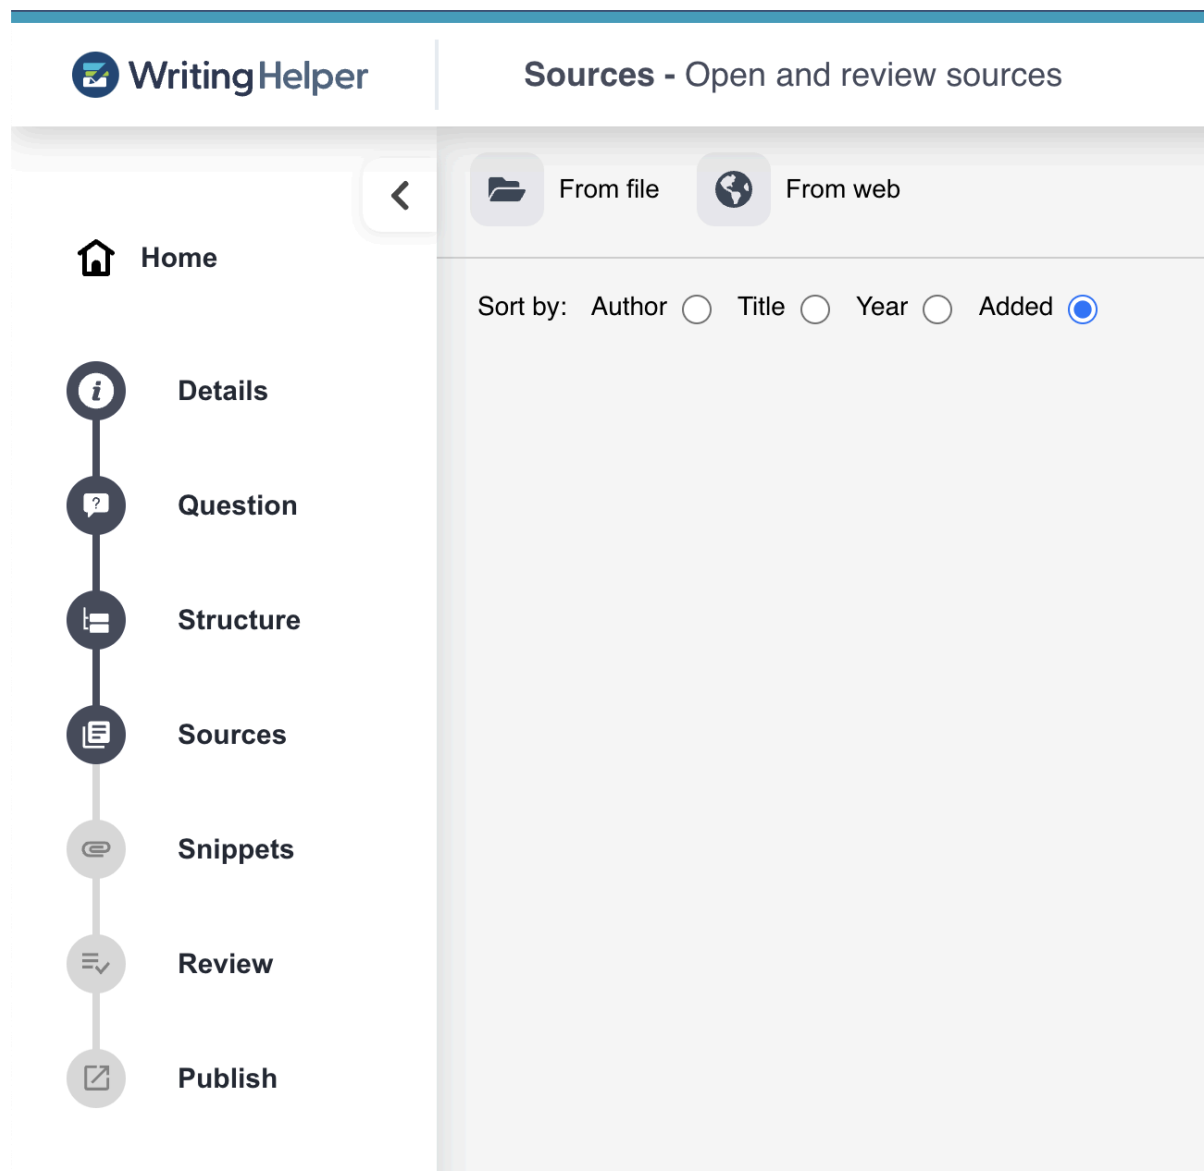 WritingHelper
Sources - Open and review sources
From file
From web
Home
Sort by: Author Title Year Added
Details
Question
Structure
Sources
Snippets
Review
Publish